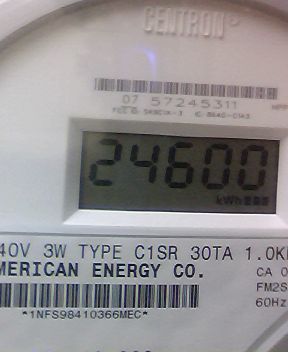 CENTRON®
07 57245311
24600
kWh
40V 3W TYPE C1SR 30TA 1.0K
MERICAN ENERGY CO.
CA 0
FM2S
60Hz
*1NFS98410366MEC*